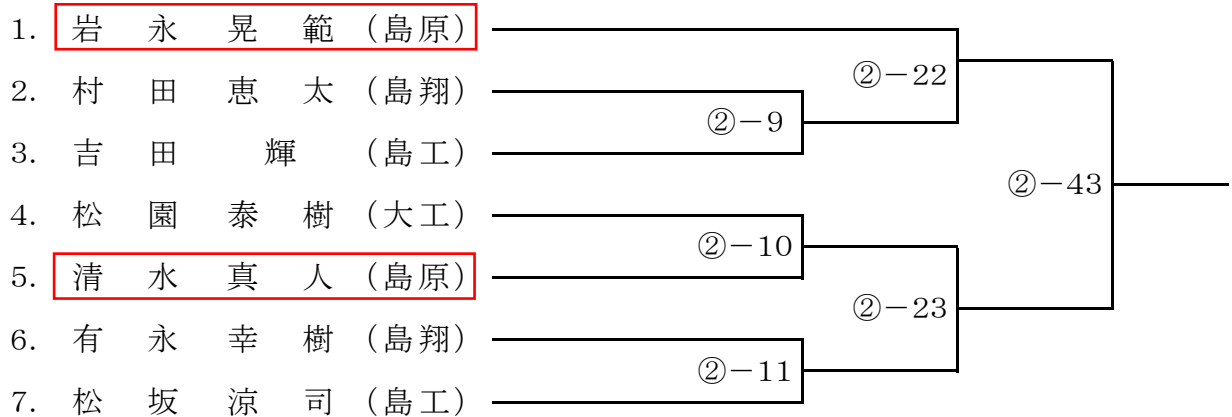 1. 岩 永 晃 範 (島原)
②-22
2. 村 田 恵 太 (島翔)
②-9
3. 吉 田 輝 (島工)
②-43
4. 松 園 泰 樹 (大工)
②-10
5. 清 水 真 人 (島原)
②-23
6. 有 永 幸 樹 (島翔)
②-11
7. 松 坂 涼 司 (島工)